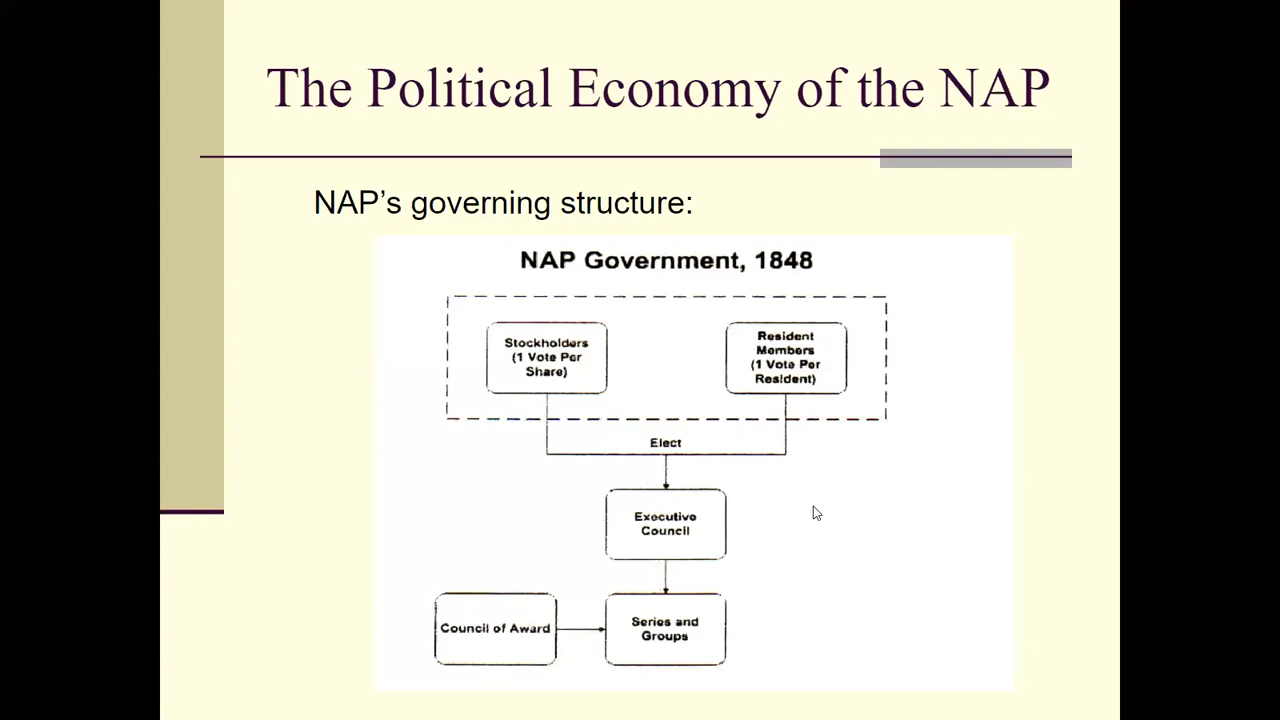 The Political Economy of the NAP
NAP’s governing structure:
NAP Government, 1848
Stockholders
(1 Vote Per
Share)
Resident
Members
(1 Vote Per
Resident)
Elect
Executive
Council
Council of Award
Series and
Groups